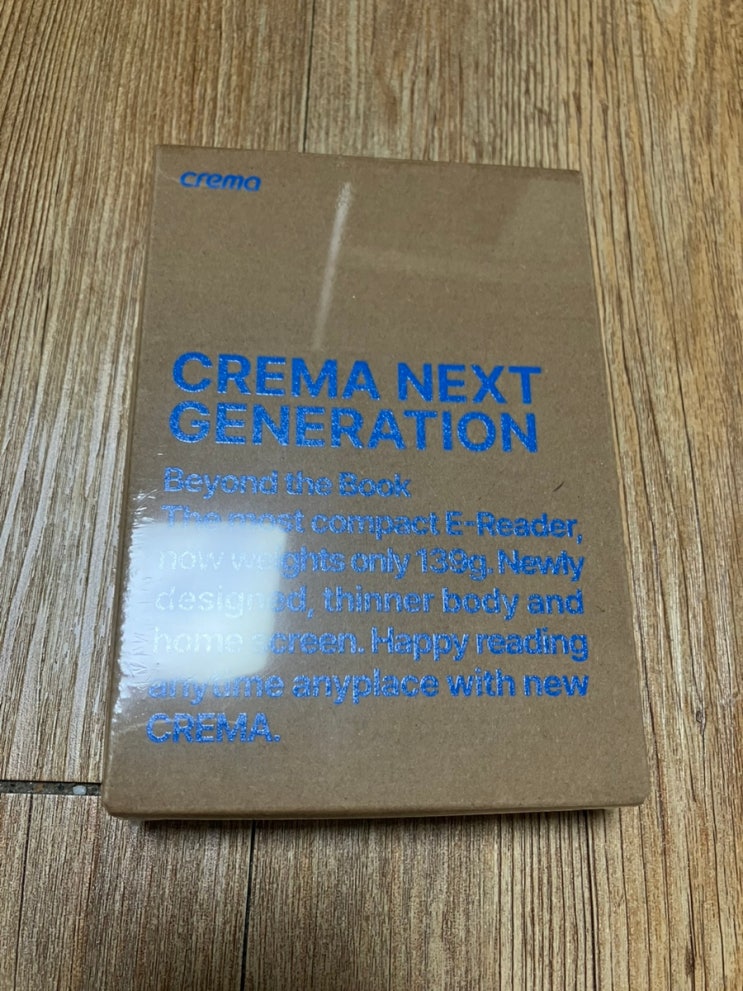 crema
CREMA NEXT
GENERATION
Beyond the Book
The most compact E-Reader,
now weights only 139g. Newly
designed, thinner body and
home screen. Happy reading
anytime anyplace with new
CREMA.